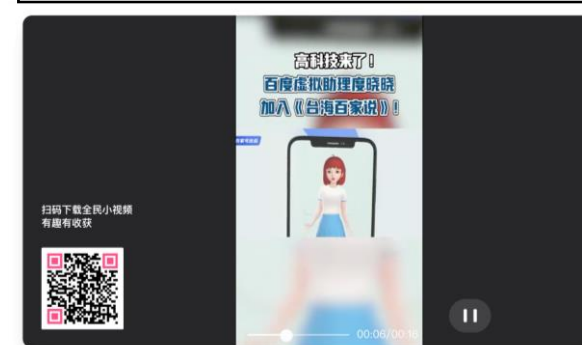 高科技来了!
百度虚拟助理度晓晓
加入《台海百家说》!
扫码下载全民小视频
有趣有收获
00:06/00:16